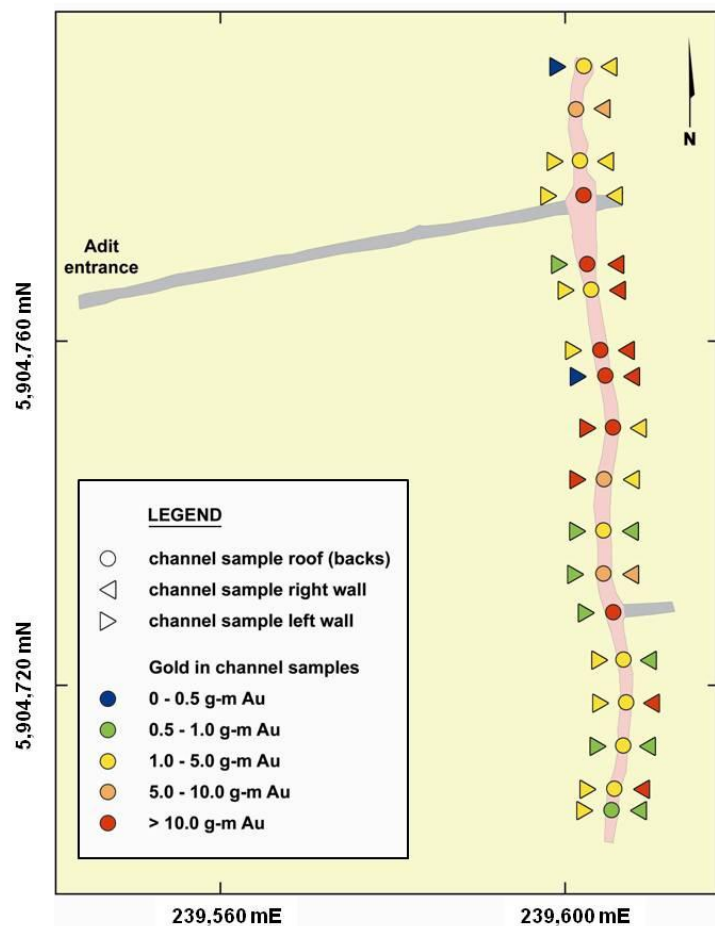 N
Adit
entrance
5,904,760 mN
5,904,720 mN
LEGEND
channel sample roof (backs)
channel sample right wall
channel sample left wall
Gold in channel samples
0 - 0.5 g-m Au
0.5 - 1.0 g-m Au
1.0 - 5.0 g-m Au
5.0 - 10.0 g-m Au
> 10.0 g-m Au
239,560 mE
239,600 mE